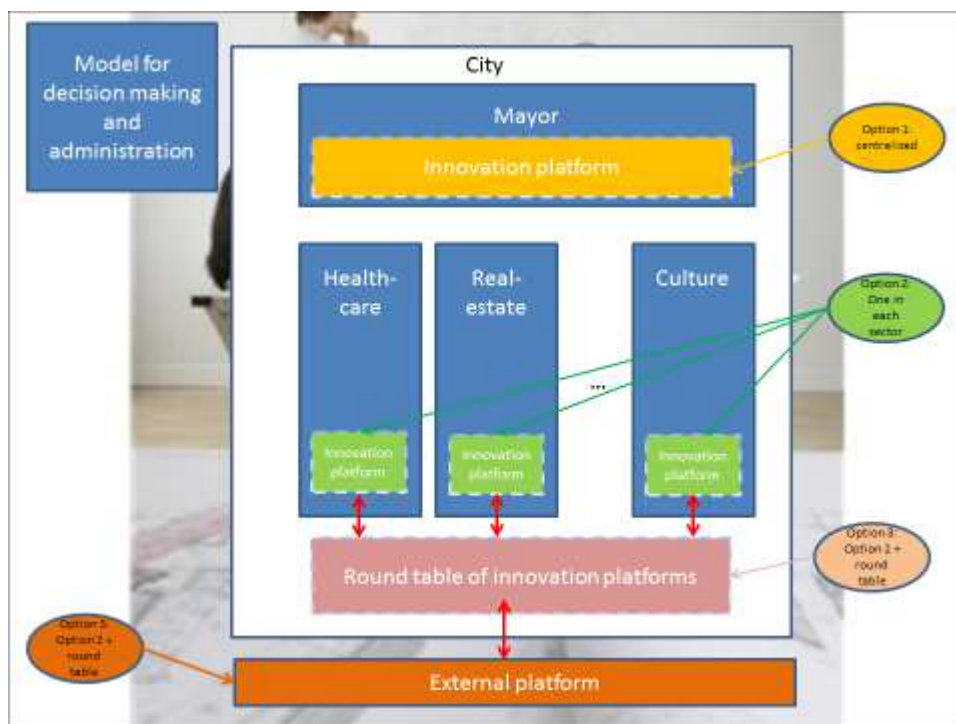 Model for
decision making
and
administration
City
Mayor
Innovation platform
Option 1:
centralized
Health-
care
Real-
estate
Culture
Option 2:
One in
each
sector
...
Innovation
platform
Innovation
platform
Innovation
platform
Option 3:
Option 2 +
round
table
Round table of innovation platforms
Option 5:
Option 2 +
round
table
External platform